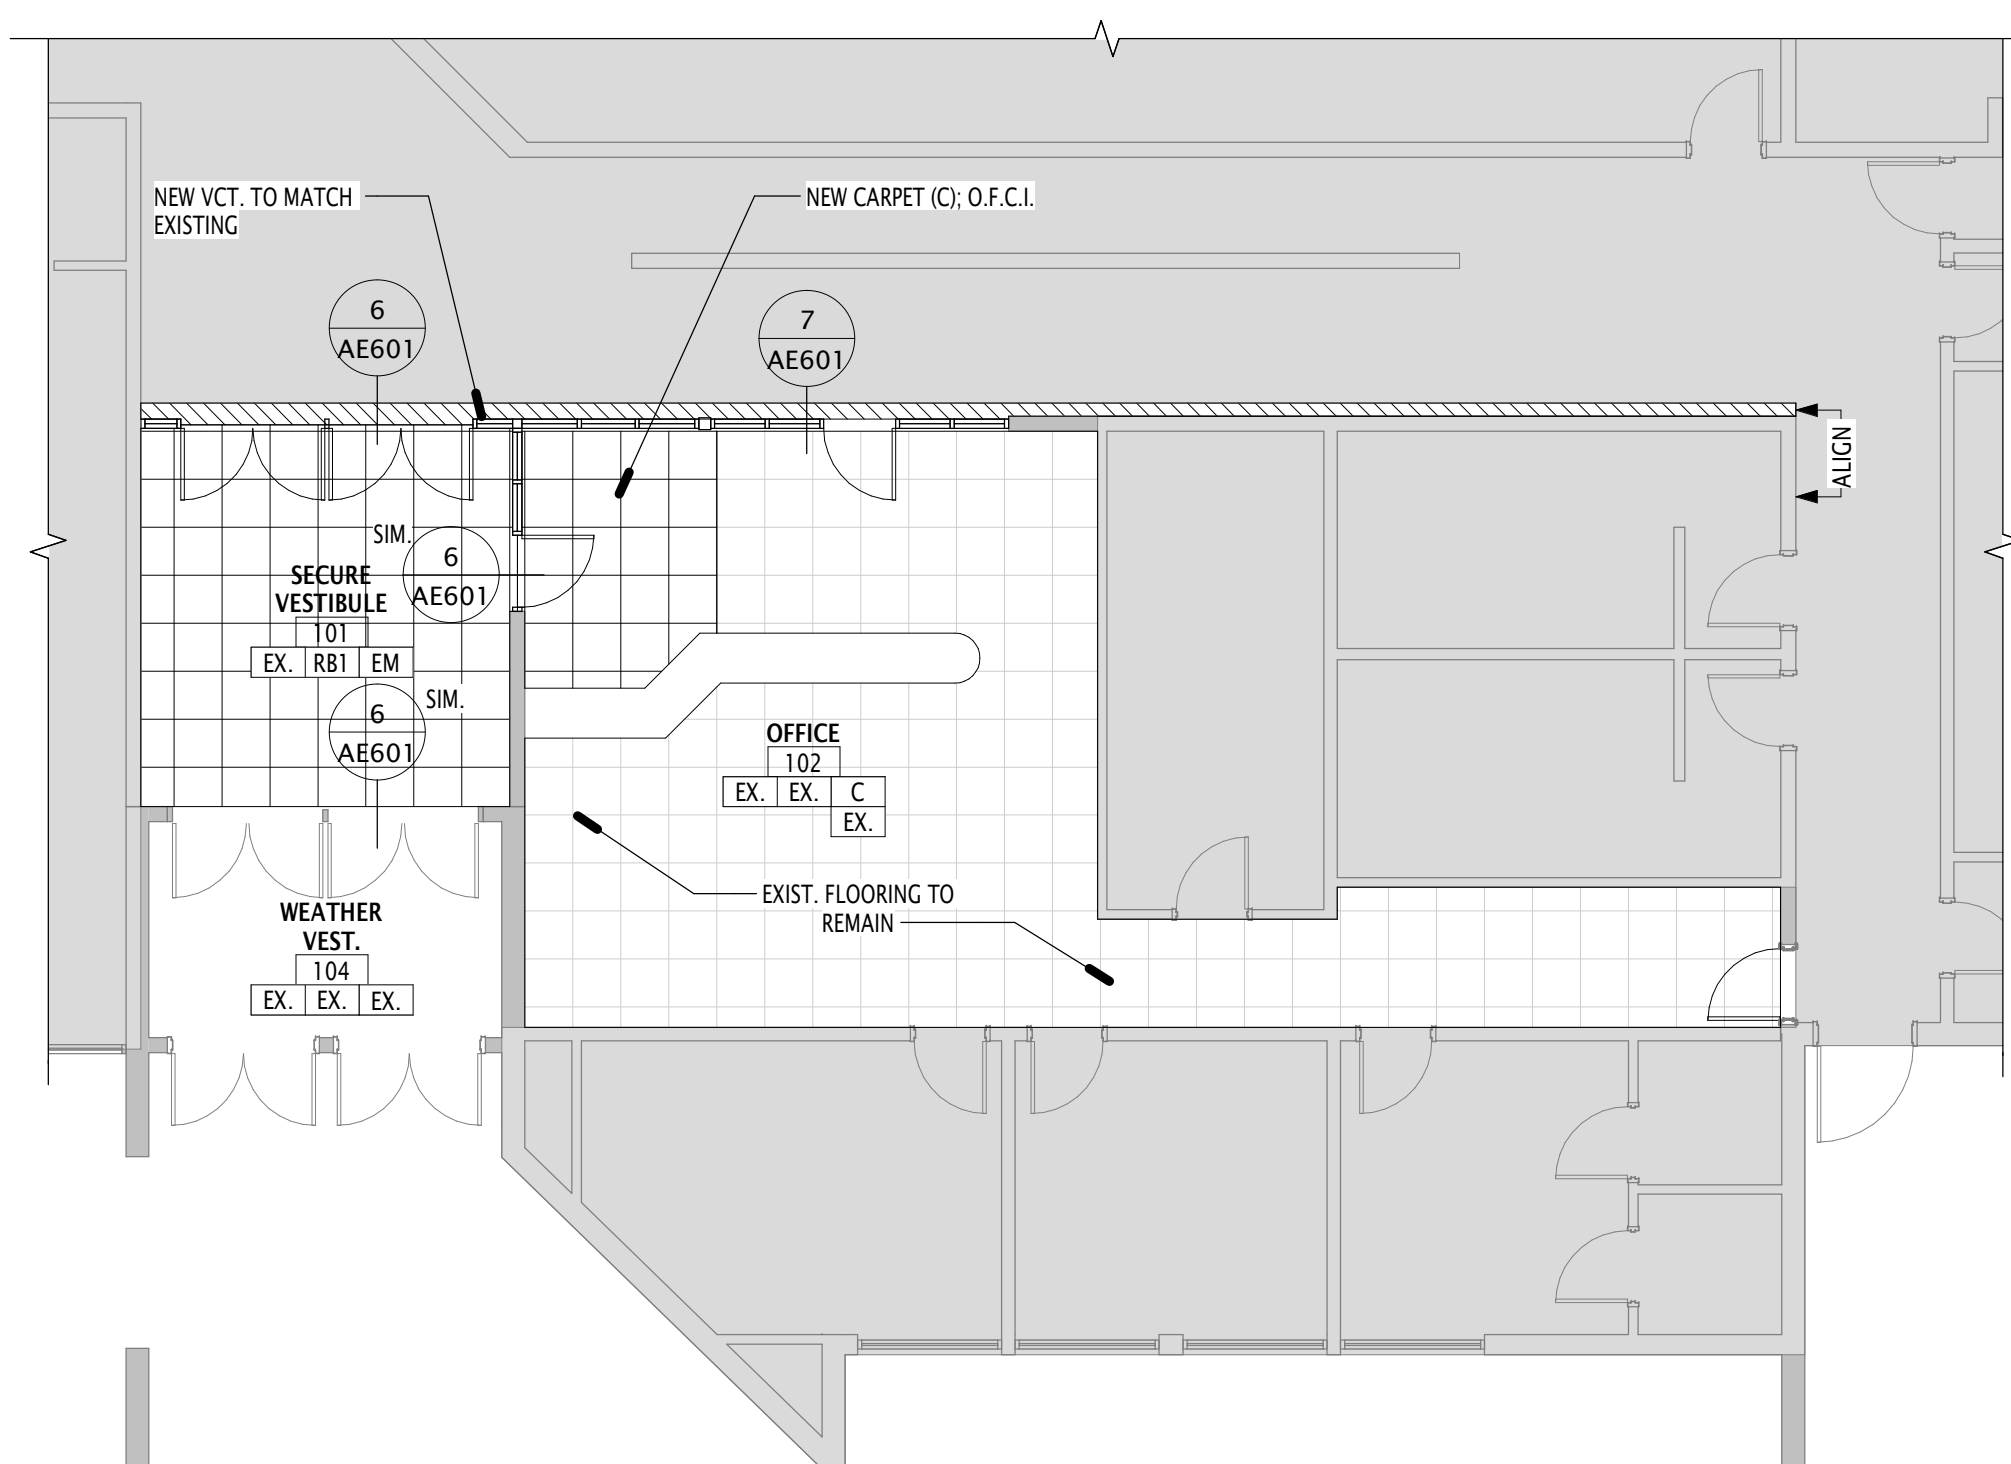 NEW VCT. TO MATCH
EXISTING
NEW CARPET (C); O.F.C.I.
6
AE601
7
AE601
ALIGN
SIM.
6
AE601
SECURE
VESTIBULE
101
EX. RB1 EM
SIM.
6
AE601
OFFICE
102
EX. EX. C
EX.
EXIST. FLOORING TO
REMAIN
WEATHER
VEST.
104
EX. EX. EX.